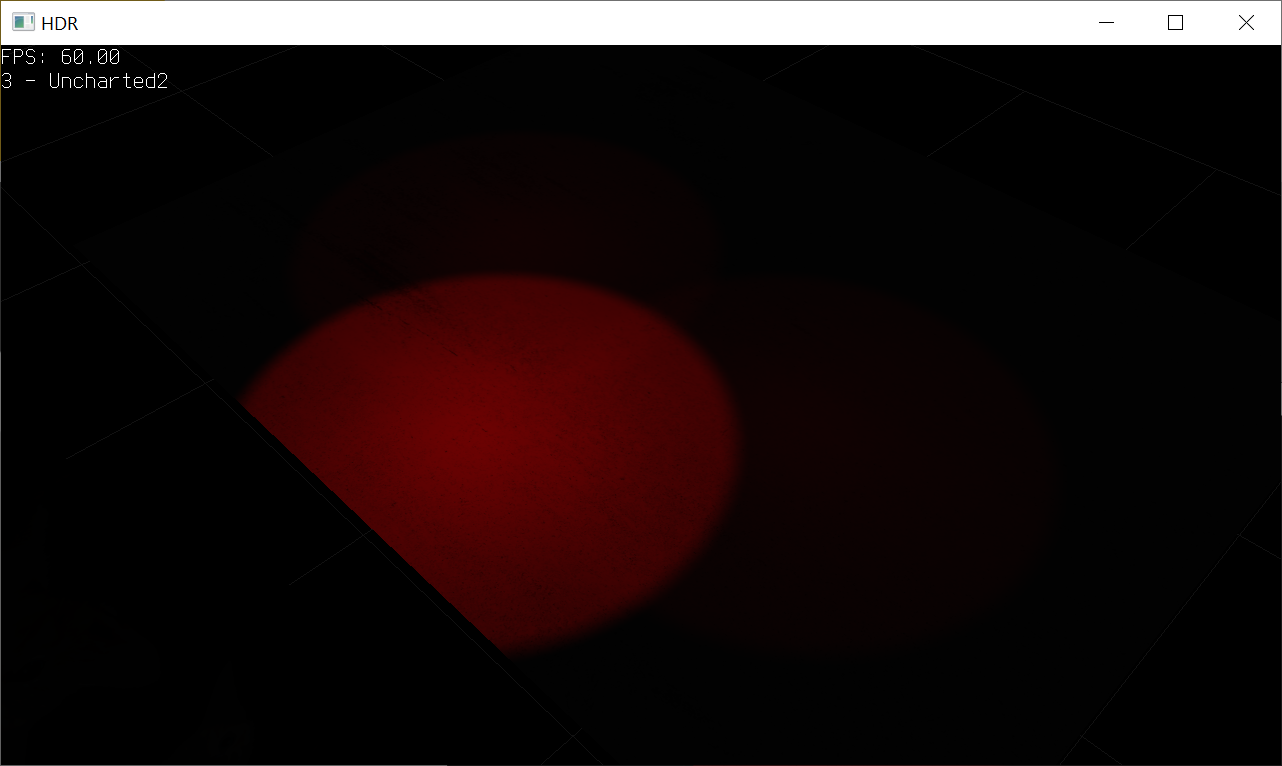 HDR
FPS: 60.00
3 - Uncharted2